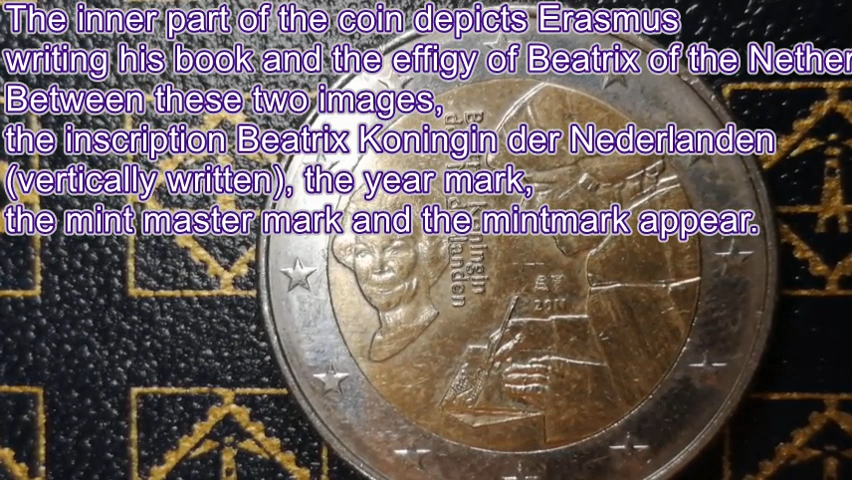 The inner part of the coin depicts Erasmus
writing his book and the effigy of Beatrix of the Nether
Between these two images,
the inscription Beatrix Koningin der Nederlanden
(vertically written), the year mark,
the mint master mark and the mintmark appear.
2011